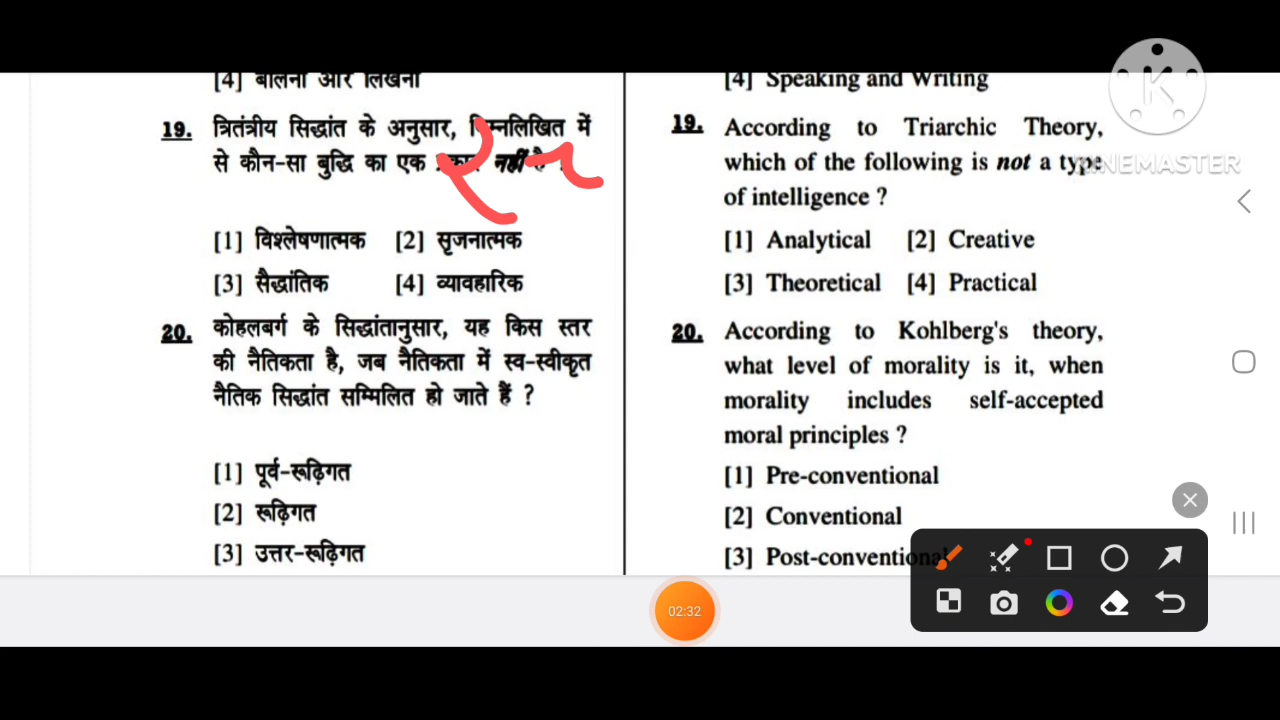 [4] बोलना और लिखना
19. त्रितंत्रीय सिद्धांत के अनुसार, निम्नलिखित में
से कौन-सा बुद्धि का एक प्रकार नहीं है ?
[1] विश्लेषणात्मक [2] सृजनात्मक
[3] सैद्धांतिक [4] व्यावहारिक
20. कोहलबर्ग के सिद्धांतानुसार, यह किस स्तर
की नैतिकता है, जब नैतिकता में स्व-स्वीकृत
नैतिक सिद्धांत सम्मिलित हो जाते हैं ?
[1] पूर्व-रूढ़िगत
[2] रूढ़िगत
[3] उत्तर-रूढ़िगत
[4] Speaking and Writing
19. According to Triarchic Theory,
which of the following is not a type
of intelligence ?
[1] Analytical [2] Creative
[3] Theoretical [4] Practical
20. According to Kohlberg's theory,
what level of morality is it, when
morality includes self-accepted
moral principles ?
[1] Pre-conventional
[2] Conventional
[3] Post-conventional
K
KINEMASTER
02:32